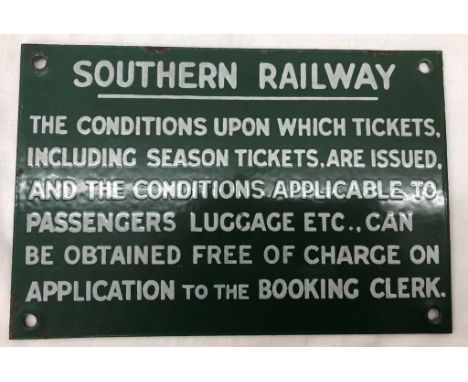 SOUTHERN RAILWAY
THE CONDITIONS UPON WHICH TICKETS,
INCLUDING SEASON TICKETS, ARE ISSUED,
AND THE CONDITIONS APPLICABLE TO
PASSENGERS LUGGAGE ETC., CAN
BE OBTAINED FREE OF CHARGE ON
APPLICATION TO THE BOOKING CLERK.